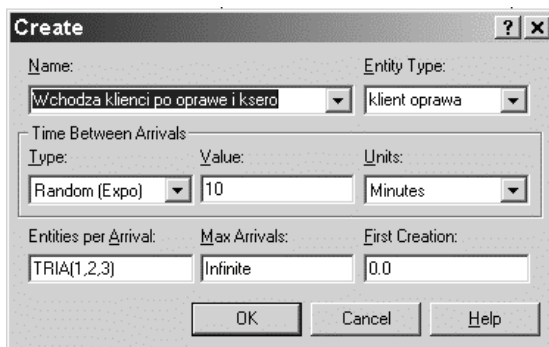 Create
Name: Entity Type:
Wchodza klienci po oprawe i ksero klient oprawa
Time Between Arrivals
Type: Value: Units:
Random (Expo) 10 Minutes
Entities per Arrival: Max Arrivals: First Creation:
TRIA(1,2,3) Infinite 0.0
OK Cancel Help